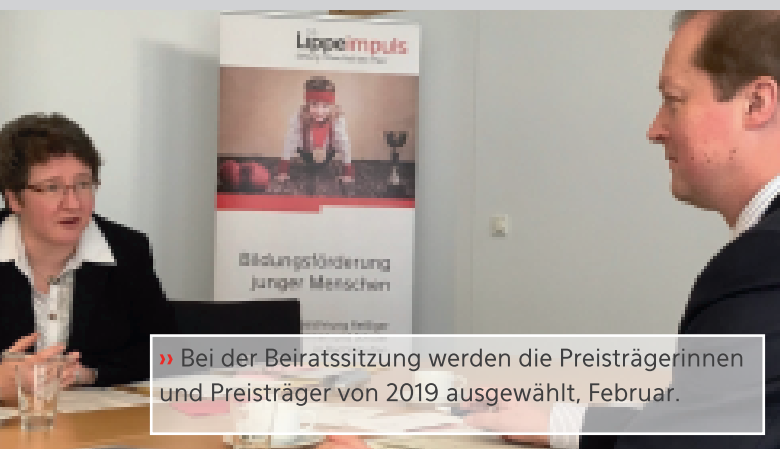 Lippeimpuls
Bildungsförderung
junger Menschen
›› Bei der Beiratssitzung werden die Preisträgerinnen
und Preisträger von 2019 ausgewählt, Februar.